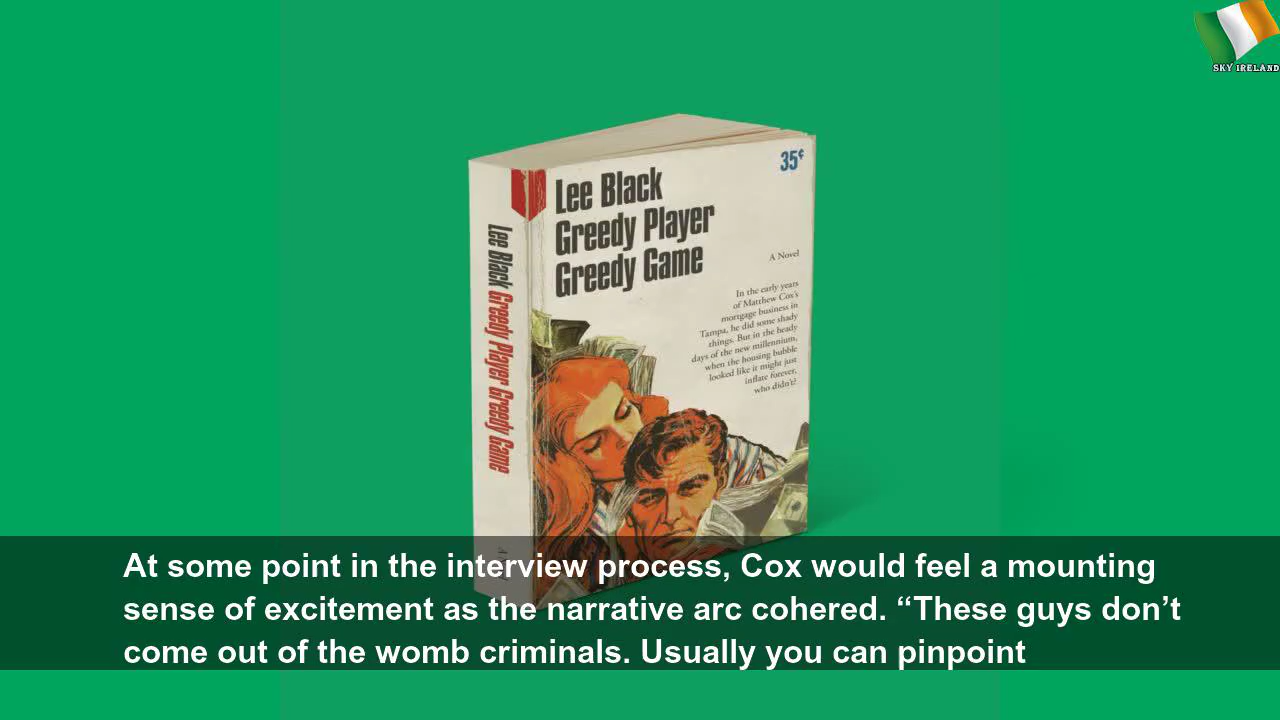 SKY IRELAND
35¢
Lee Black
Greedy Player
Greedy Game
A Novel
In the early years
of Matthew Cox's
mortgage business in
Tampa, he did some shady
things. But in the heady
days of the new millennium,
when the housing bubble
looked like it might just
inflate forever,
who didn't?
Lee Black Greedy Player Greedy Game
At some point in the interview process, Cox would feel a mounting
sense of excitement as the narrative arc cohered. “These guys don’t
come out of the womb criminals. Usually you can pinpoint